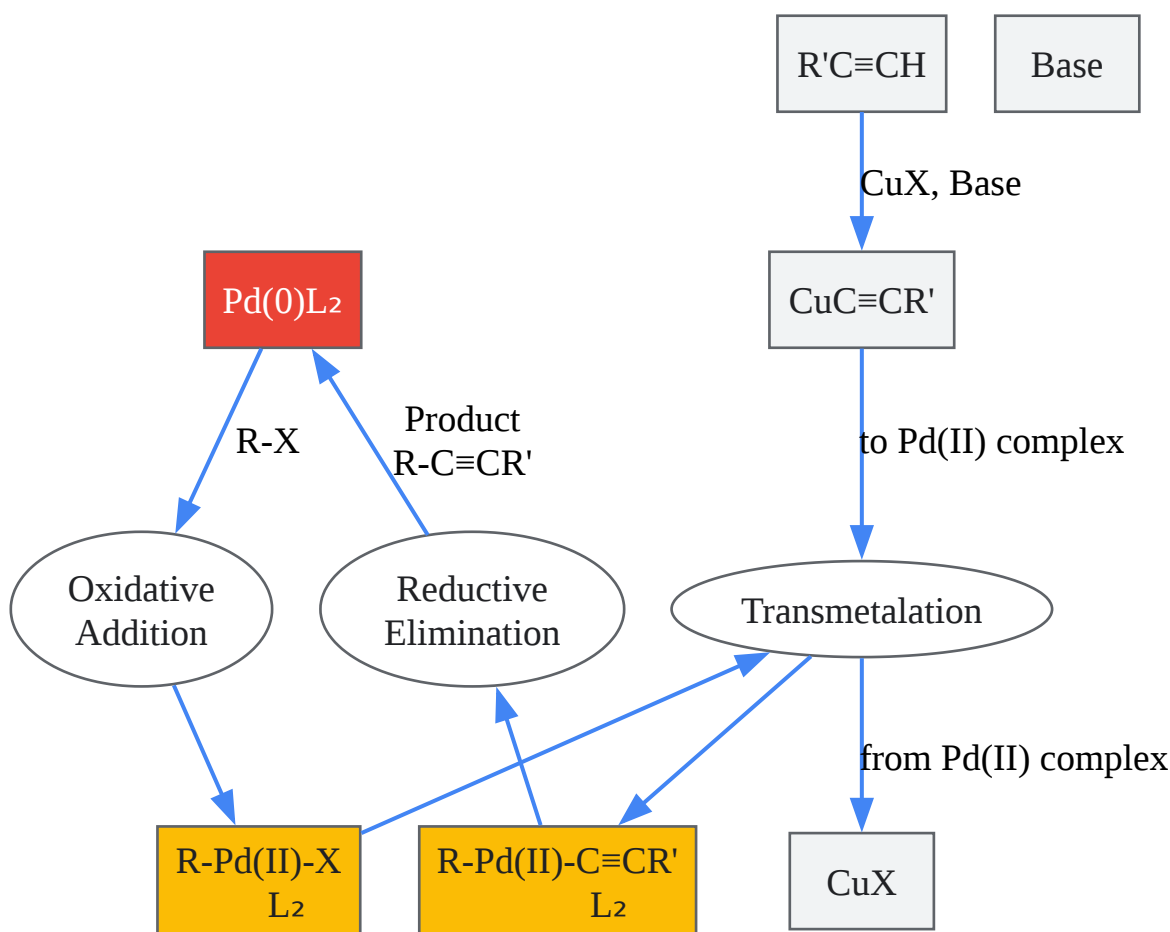 R'C≡CH
Base
CuX, Base
Pd(0)L₂
CuC≡CR'
R-X
Product
R-C≡CR'
to Pd(II) complex
Oxidative
Addition
Reductive
Elimination
Transmetalation
from Pd(II) complex
R-Pd(II)-X
L₂
R-Pd(II)-C≡CR'
L₂
CuX